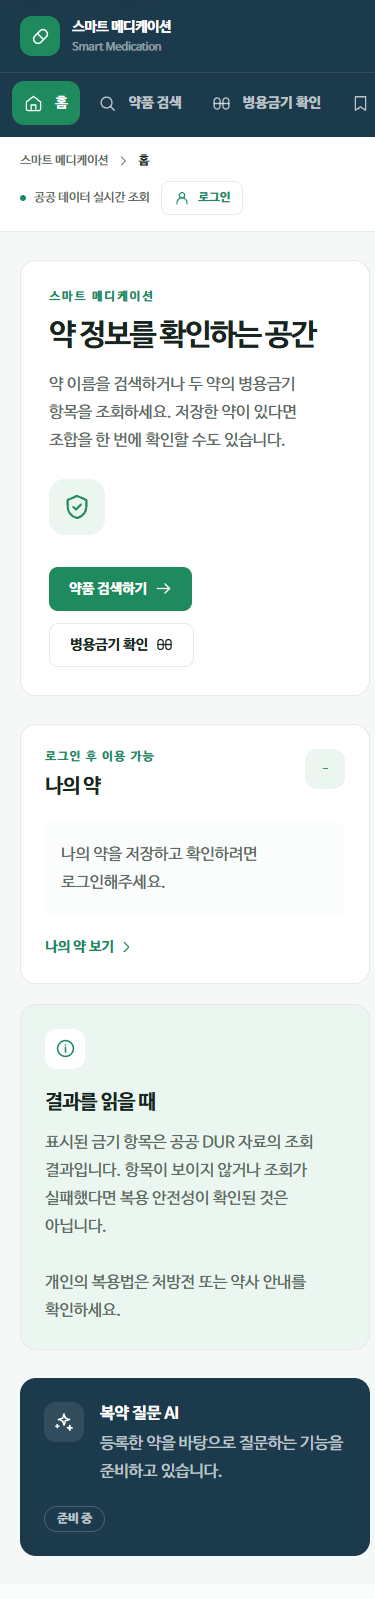 스마트 메디케이션
Smart Medication
홈
약품 검색
병용금기 확인
스마트 메디케이션 > 홈
공공 데이터 실시간 조회
로그인
스마트 메디케이션
약 정보를 확인하는 공간
약 이름을 검색하거나 두 약의 병용금기
항목을 조회하세요. 저장한 약이 있다면
조합을 한 번에 확인할 수도 있습니다.
약품 검색하기 →
병용금기 확인
로그인 후 이용 가능
나의 약
-
나의 약을 저장하고 확인하려면
로그인해주세요.
나의 약 보기 >
결과를 읽을 때
표시된 금기 항목은 공공 DUR 자료의 조회
결과입니다. 항목이 보이지 않거나 조회가
실패했다면 복용 안전성이 확인된 것은
아닙니다.
개인의 복용법은 처방전 또는 약사 안내를
확인하세요.
복약 질문 AI
등록한 약을 바탕으로 질문하는 기능을
준비하고 있습니다.
준비 중